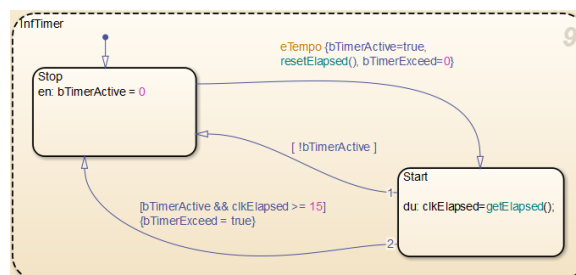 InfTimer
9
eTempo {bTimerActive=true,
resetElapsed(), bTimerExceed=0}
Stop
en: bTimerActive = 0
[ !bTimerActive ]
Start
1
du: clkElapsed=getElapsed();
[bTimerActive && clkElapsed >= 15]
{bTimerExceed = true}
2